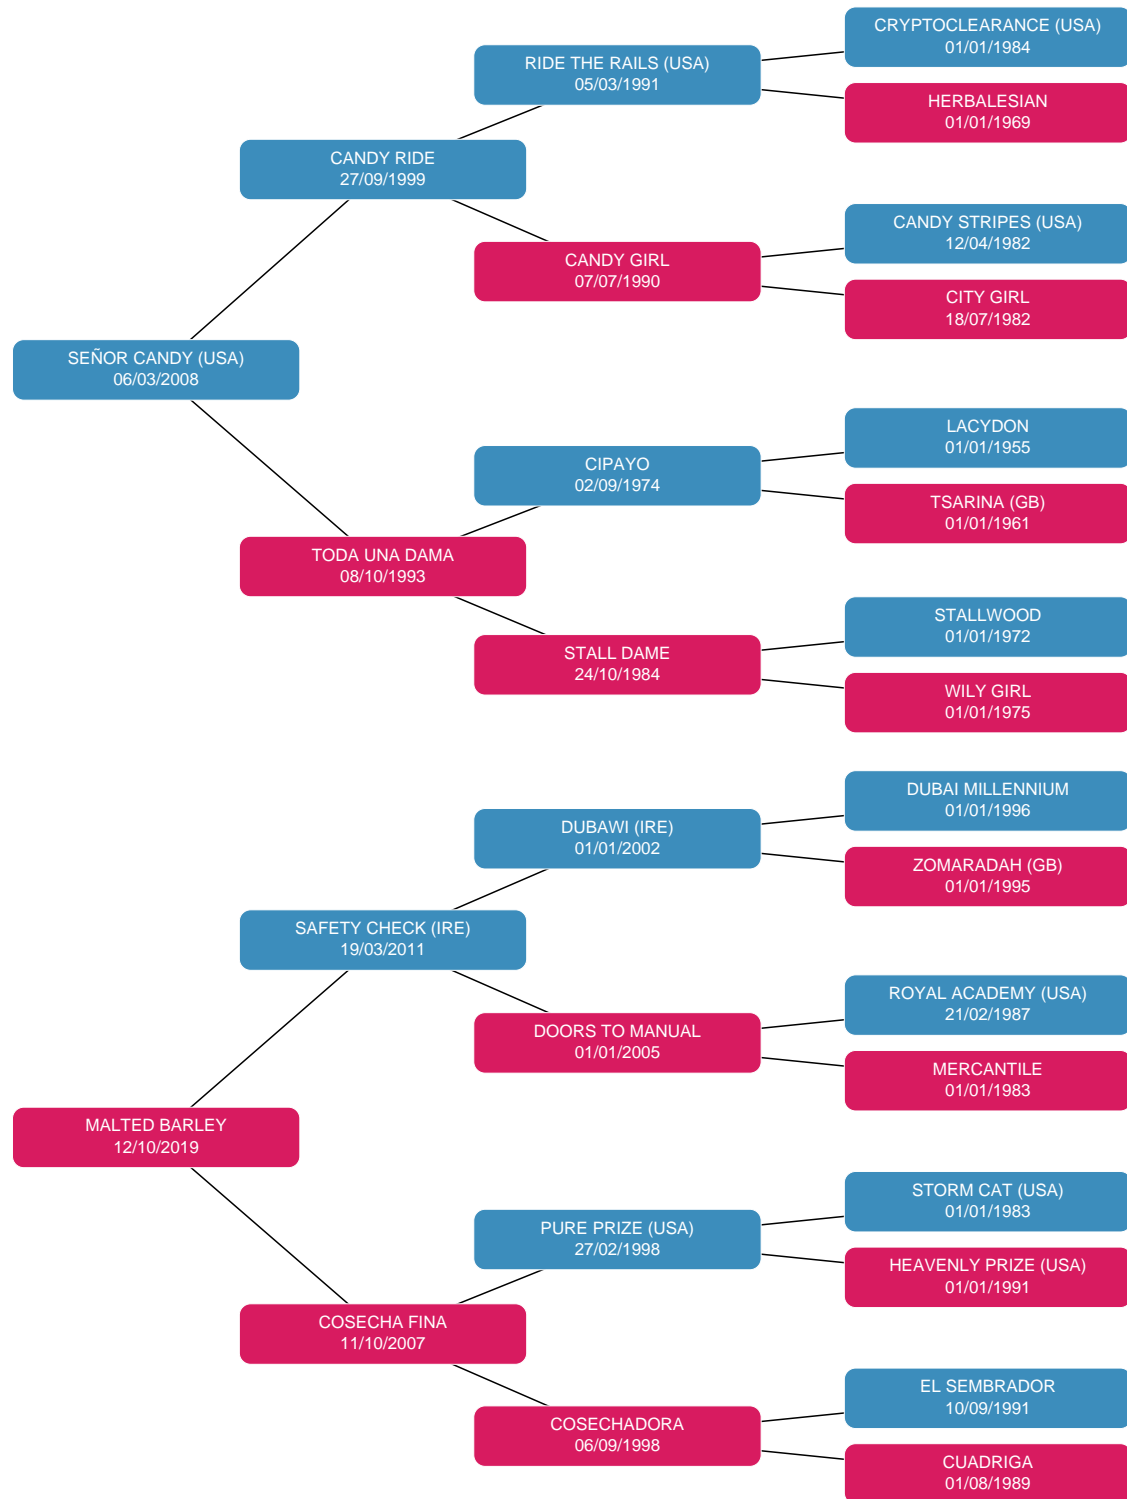 CRYPTOCLEARANCE (USA)
01/01/1984
RIDE THE RAILS (USA)
05/03/1991
HERBALESIAN
01/01/1969
CANDY RIDE
27/09/1999
CANDY STRIPES (USA)
12/04/1982
CANDY GIRL
07/07/1990
CITY GIRL
18/07/1982
SEÑOR CANDY (USA)
06/03/2008
LACYDON
01/01/1955
CIPAYO
02/09/1974
TSARINA (GB)
01/01/1961
TODA UNA DAMA
08/10/1993
STALLWOOD
01/01/1972
STALL DAME
24/10/1984
WILY GIRL
01/01/1975
DUBAI MILLENNIUM
01/01/1996
DUBAWI (IRE)
01/01/2002
ZOMARADAH (GB)
01/01/1995
SAFETY CHECK (IRE)
19/03/2011
ROYAL ACADEMY (USA)
21/02/1987
DOORS TO MANUAL
01/01/2005
MERCANTILE
01/01/1983
MALTED BARLEY
12/10/2019
STORM CAT (USA)
01/01/1983
PURE PRIZE (USA)
27/02/1998
HEAVENLY PRIZE (USA)
01/01/1991
COSECHA FINA
11/10/2007
EL SEMBRADOR
10/09/1991
COSECHADORA
06/09/1998
CUADRIGA
01/08/1989